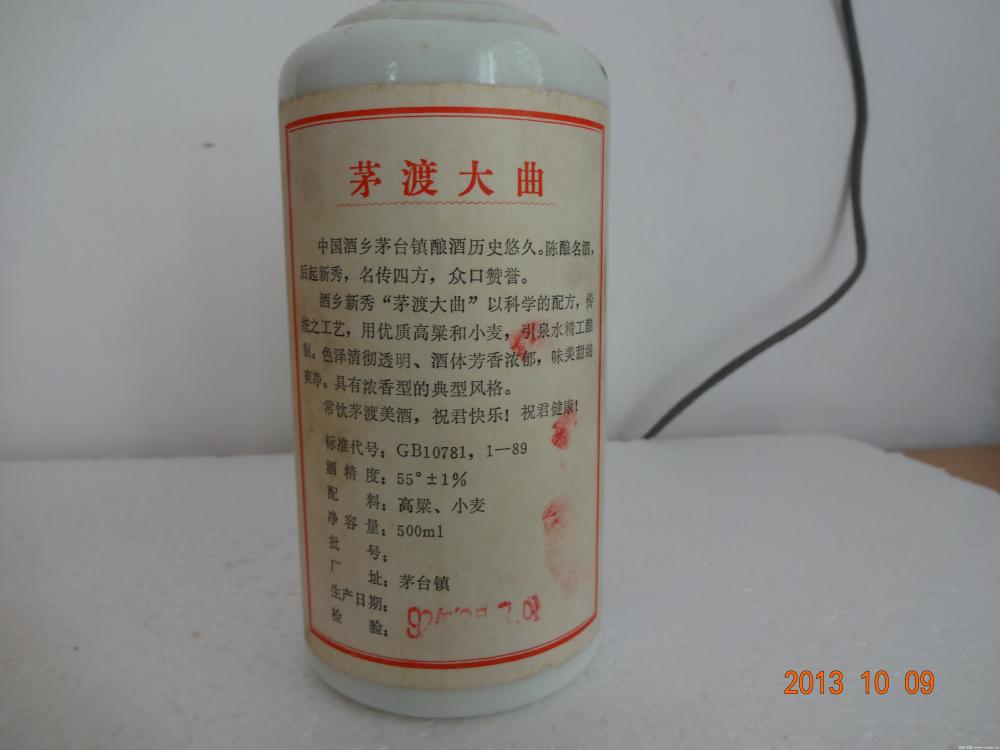 茅渡大曲
中国酒乡茅台镇酿酒历史悠久。陈酿名酒,
后起新秀，名传四方，众口赞誉。
酒乡新秀“茅渡大曲”以科学的配方，传
统之工艺，用优质高粱和小麦，引泉水精工酿
制。色泽清彻透明、酒体芳香浓郁，味美甜绵
爽净。具有浓香型的典型风格。
常饮茅渡美酒，祝君快乐！祝君健康！
标准代号：GB10781，1—89
酒精度：55°±1%
配料：高粱、小麦
净容量：500ml
批号：
厂址：茅台镇
生产日期：
检验：
2013 10 09